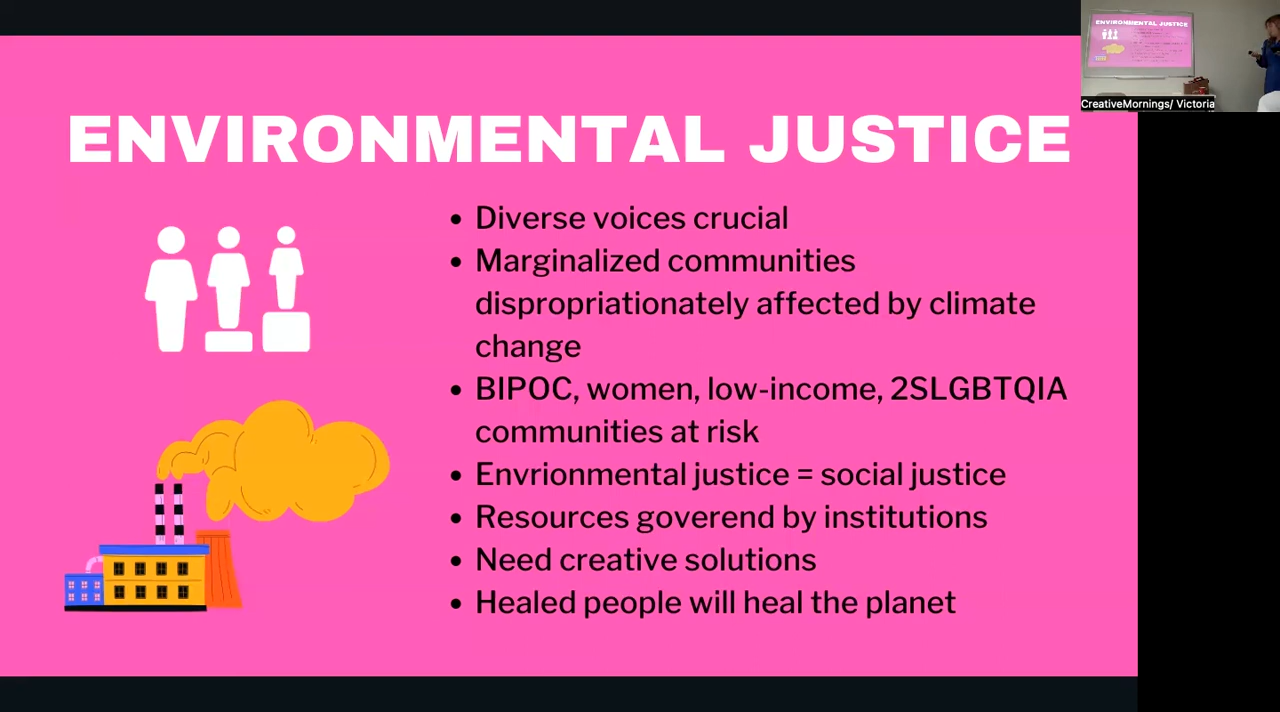 ENVIRONMENTAL JUSTICE
CreativeMornings/ Victoria
ENVIRONMENTAL JUSTICE
• Diverse voices crucial
• Marginalized communities
dispropriationately affected by climate
change
• BIPOC, women, low-income, 2SLGBTQIA
communities at risk
• Envrionmental justice = social justice
• Resources goverend by institutions
• Need creative solutions
• Healed people will heal the planet